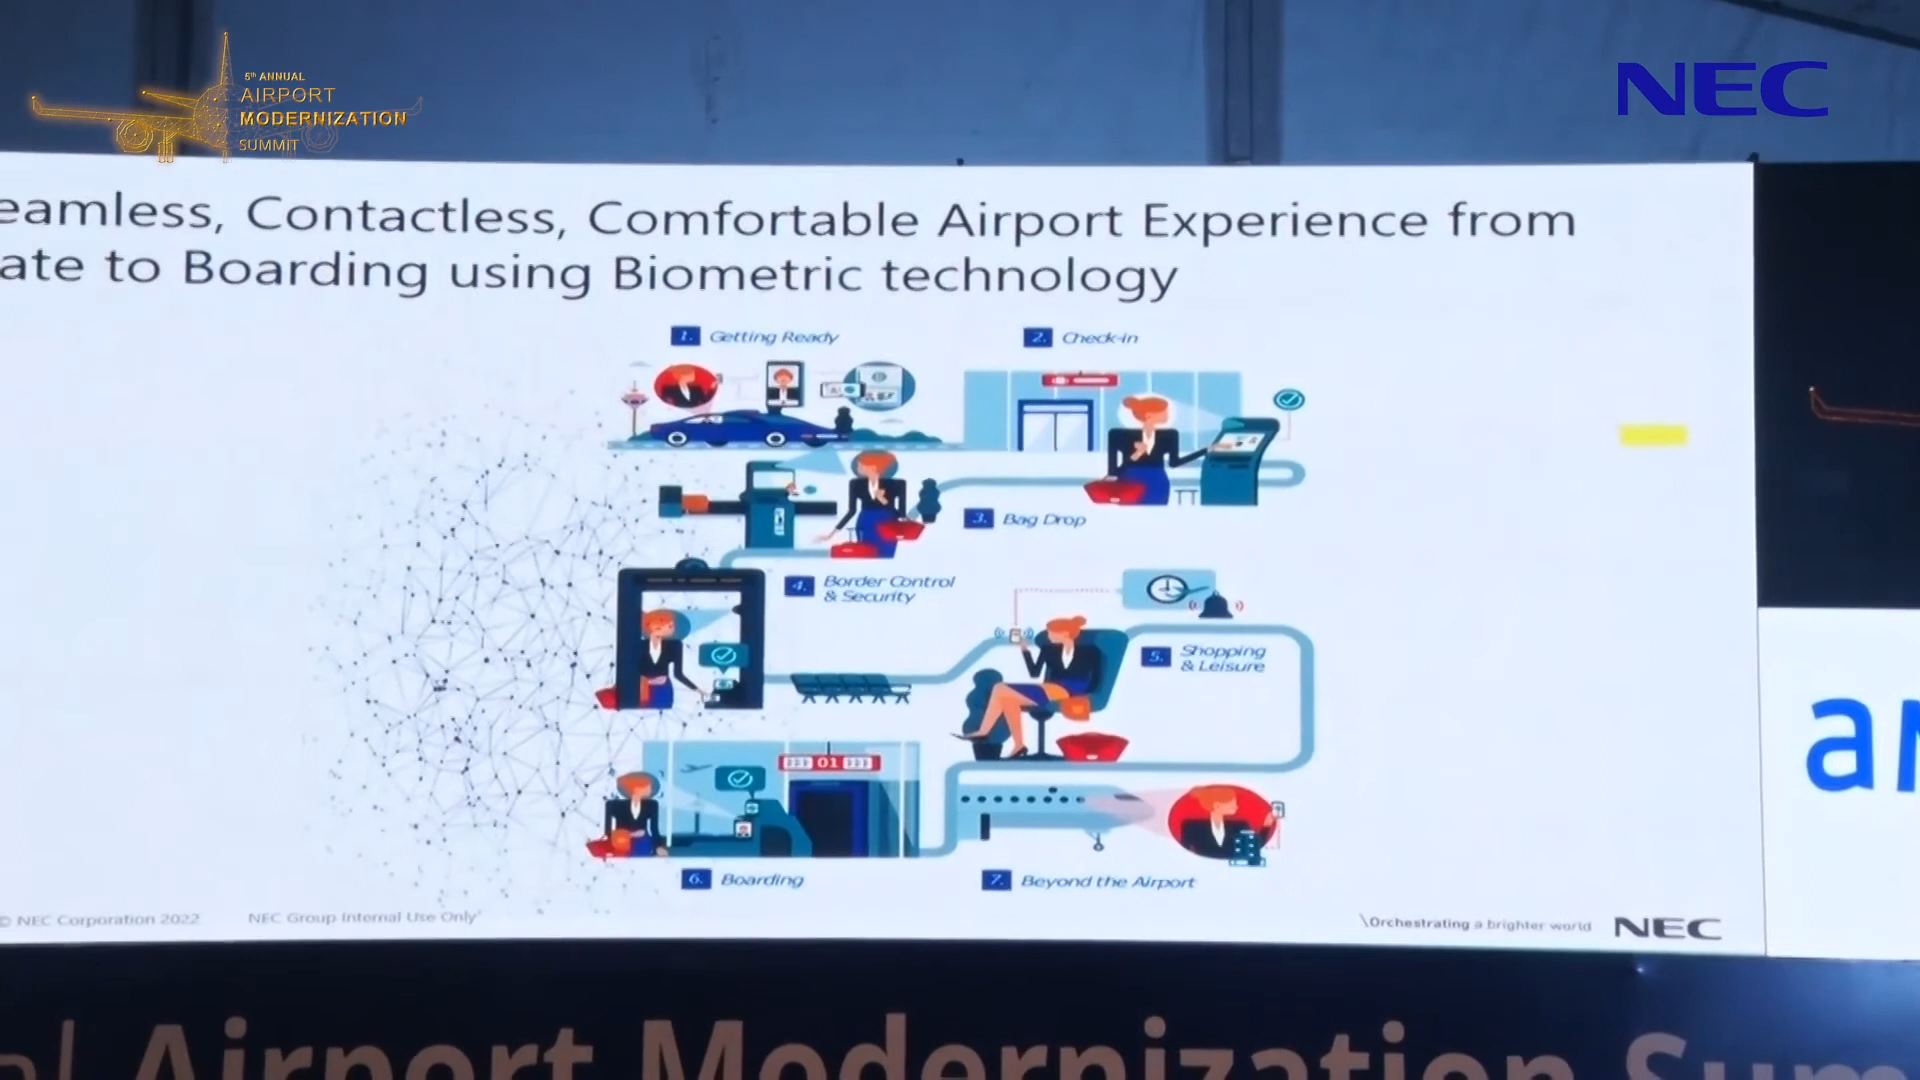 5th ANNUAL
AIRPORT
MODERNIZATION
SUMMIT
NEC
eamless, Contactless, Comfortable Airport Experience from
ate to Boarding using Biometric technology
1. Getting Ready
2. Check-in
3. Bag Drop
4. Border Control
& Security
5. Shopping
& Leisure
01
6. Boarding
7. Beyond the Airport
© NEC Corporation 2022
NEC Group Internal Use Only
\Orchestrating a brighter world
NEC
al Airport Modernization Sum